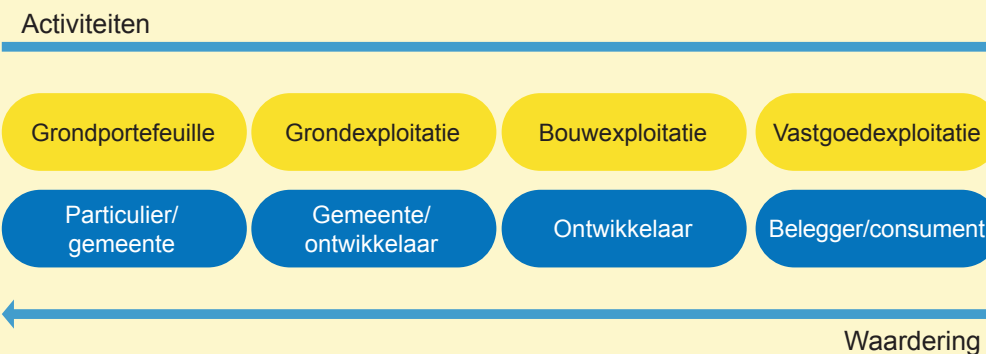 Activiteiten
Grondportefeuille
Grondexploitatie
Bouwexploitatie
Vastgoedexploitatie
Particulier/
gemeente
Gemeente/
ontwikkelaar
Ontwikkelaar
Belegger/consument
Waardering